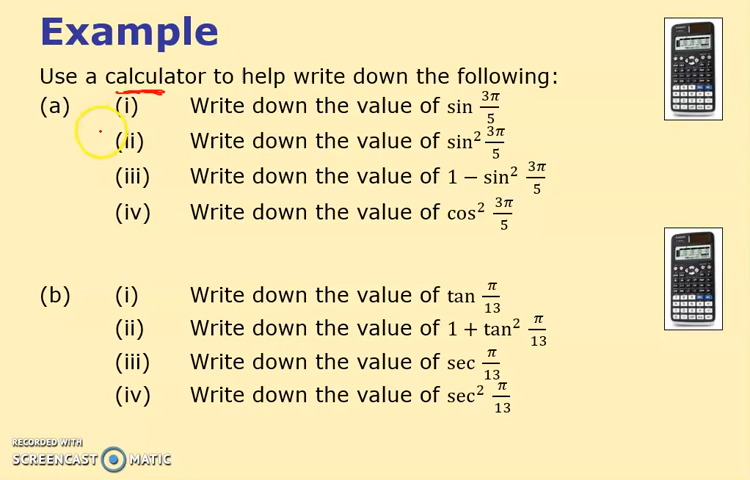 Example
Use a calculator to help write down the following:
(a) (i) Write down the value of sin 3π/5
(ii) Write down the value of sin² 3π/5
(iii) Write down the value of 1 − sin² 3π/5
(iv) Write down the value of cos² 3π/5
(b) (i) Write down the value of tan π/13
(ii) Write down the value of 1 + tan² π/13
(iii) Write down the value of sec π/13
(iv) Write down the value of sec² π/13
RECORDED WITH
SCREENCAST MATIC